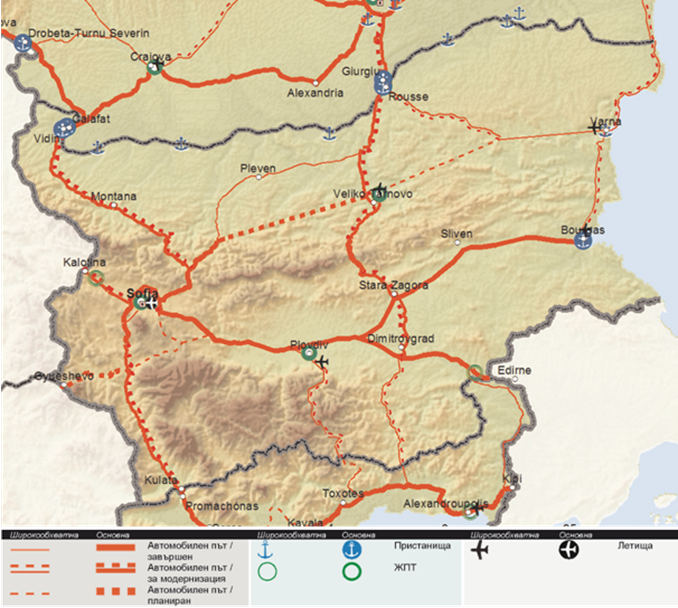 Drobeta-Turnu Severin
Craiova
Giurgiu
Alexandria
Rousse
Calafat
Varna
Vidin
Pleven
Veliko Tarnovo
Montana
Sliven
Bourgas
Kalotina
Stara Zagora
Sofia
Plovdiv
Dimitrovgrad
Gyueshevo
Edirne
Kulata
Kipi
Promachonas
Toxotes
Alexandroupolis
Kavala
Широкообхватна Основна Широкообхватна Основна Широкообхватна Основна
Автомобилен път / завършен
Автомобилен път / за модернизация
Автомобилен път / планиран
Пристанища
ЖПТ
Летища